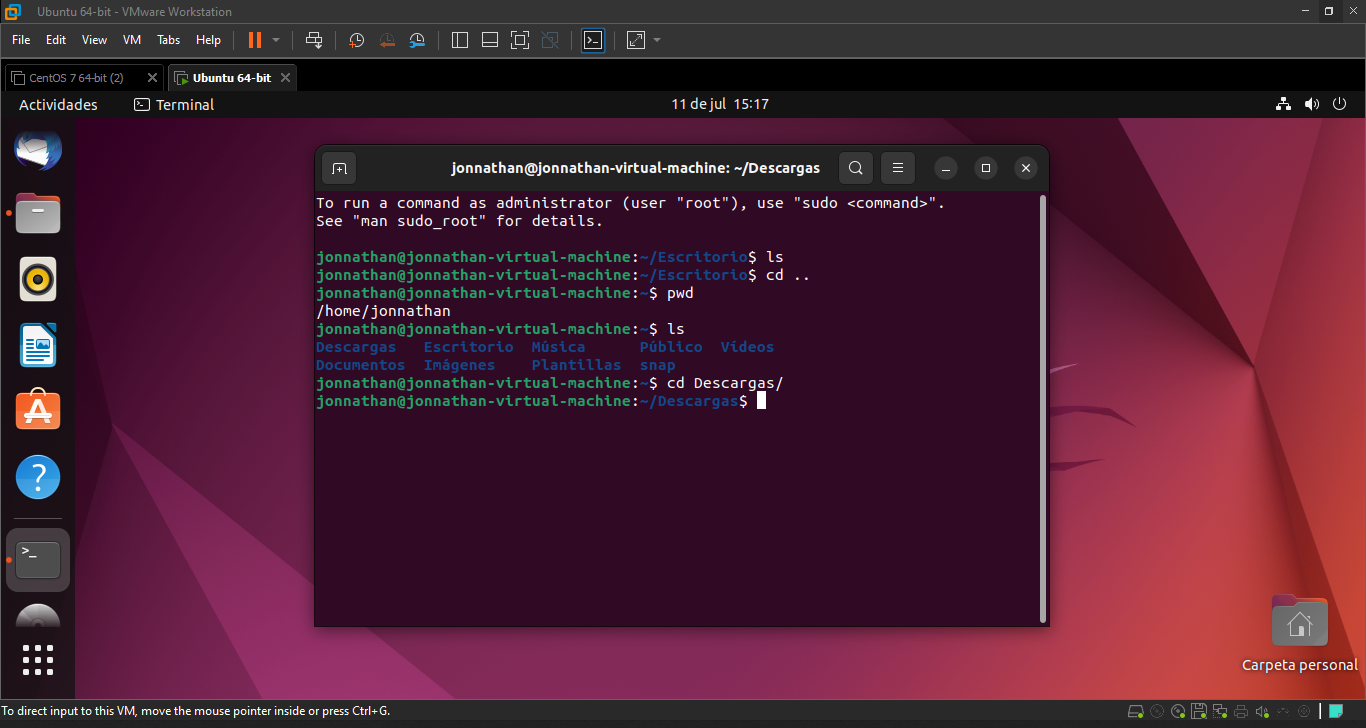 Ubuntu 64-bit - VMware Workstation
File Edit View VM Tabs Help
CentOS 7 64-bit (2) Ubuntu 64-bit
Actividades Terminal 11 de jul 15:17
jonnathan@jonnathan-virtual-machine: ~/Descargas
To run a command as administrator (user "root"), use "sudo <command>".
See "man sudo_root" for details.
jonnathan@jonnathan-virtual-machine:~/Escritorio$ ls
jonnathan@jonnathan-virtual-machine:~/Escritorio$ cd ..
jonnathan@jonnathan-virtual-machine:~$ pwd
/home/jonnathan
jonnathan@jonnathan-virtual-machine:~$ ls
Descargas Escritorio Música Público Videos
Documentos Imágenes Plantillas snap
jonnathan@jonnathan-virtual-machine:~$ cd Descargas/
jonnathan@jonnathan-virtual-machine:~/Descargas$
Carpeta personal
To direct input to this VM, move the mouse pointer inside or press Ctrl+G.